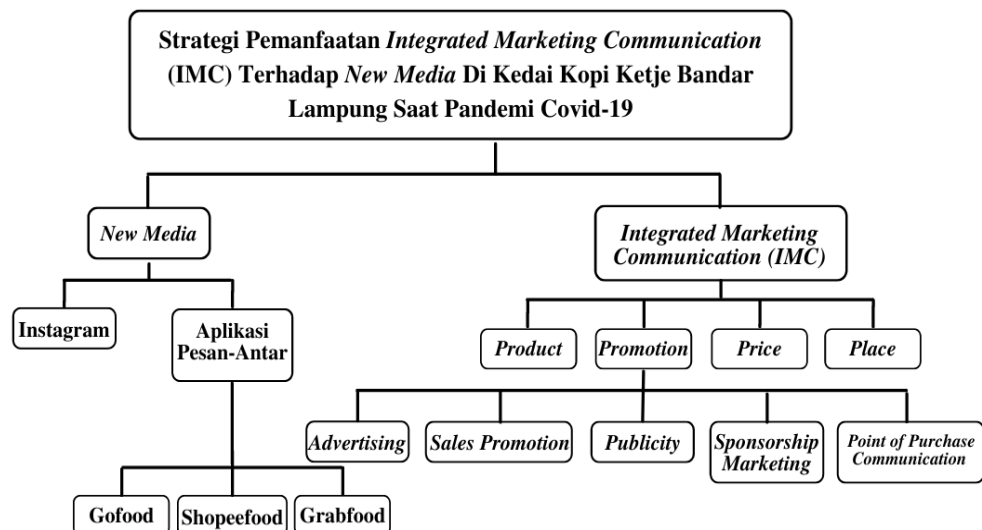 Strategi Pemanfaatan Integrated Marketing Communication
(IMC) Terhadap New Media Di Kedai Kopi Ketje Bandar
Lampung Saat Pandemi Covid-19
New Media
Integrated Marketing
Communication (IMC)
Instagram
Aplikasi
Pesan-Antar
Product
Promotion
Price
Place
Advertising
Sales Promotion
Publicity
Sponsorship
Marketing
Point of Purchase
Communication
Gofood
Shopeefood
Grabfood